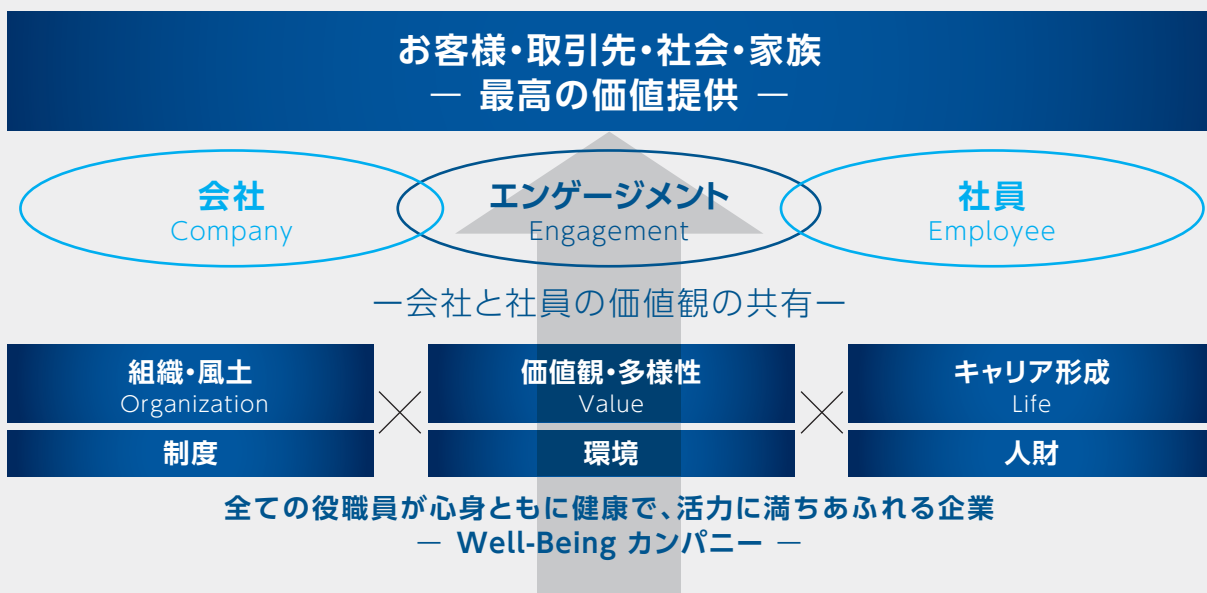 お客様・取引先・社会・家族
― 最高の価値提供 ―
会社
Company
エンゲージメント
Engagement
社員
Employee
―会社と社員の価値観の共有―
組織・風土
Organization
価値観・多様性
Value
キャリア形成
Life
制度
環境
人財
全ての役職員が心身ともに健康で、活力に満ちあふれる企業
― Well-Being カンパニー ―